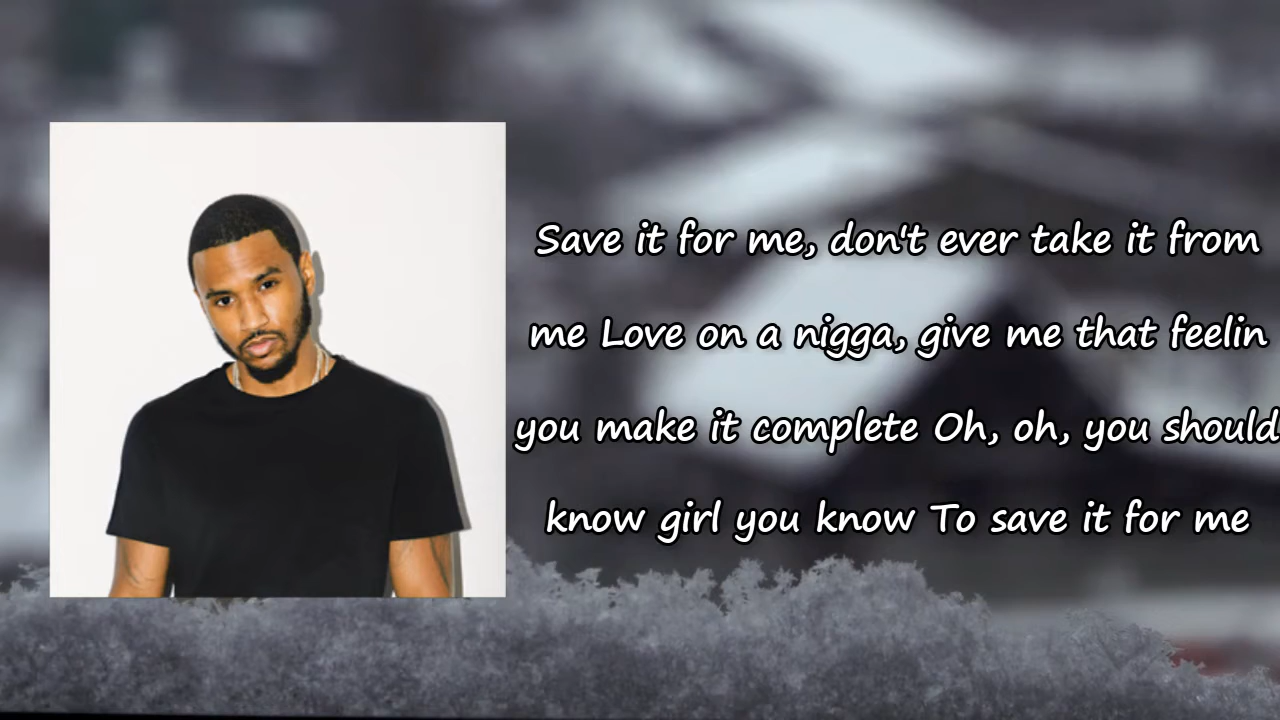 Save it for me, don't ever take it from
me Love on a nigga, give me that feelin
you make it complete Oh, oh, you should
know girl you know To save it for me